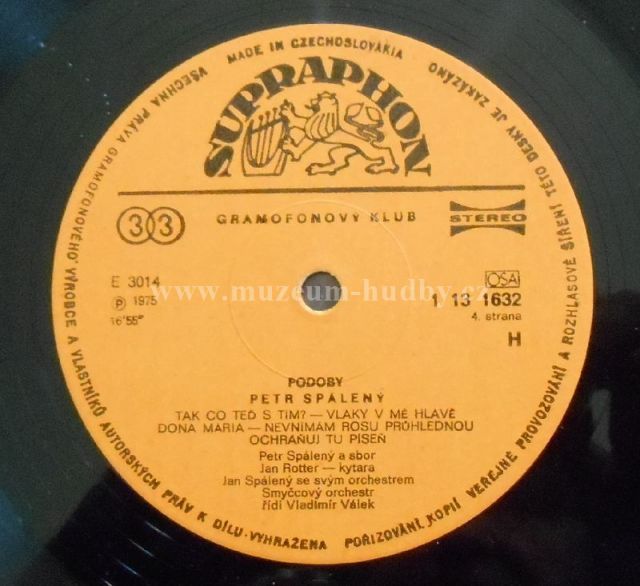 MADE IN CZECHOSLOVAKIA
VŠECHNA PRÁVA GRAMOFONOVÉHO VÝROBCE A VLASTNÍKŮ AUTORSKÝCH PRÁV K DÍLU·VYHRAŽENA
POŘIZOVÁNÍ KOPIÍ VEŘEJNÉ PROVOZOVÁNÍ A ROZHLASOVÉ ŠÍŘENÍ TÉTO DESKY JE ZAKÁZÁNO
SUPRAPHON
33
GRAMOFONOVÝ KLUB
STEREO
E 3014
℗ 1975
16'55"
OSA
1 13 1632
4. strana
H
www.muzeum-hudby.cz
PODOBY
PETR SPÁLENÝ
TAK CO TEĎ S TÍM? — VLAKY V MÉ HLAVĚ
DONA MARIA — NEVNÍMÁM ROSU PRŮHLEDNOU
OCHRAŇUJ TU PÍSEŇ
Petr Spálený a sbor
Jan Rotter — kytara
Jan Spálený se svým orchestrem
Smyčcový orchestr
řídí Vladimír Válek